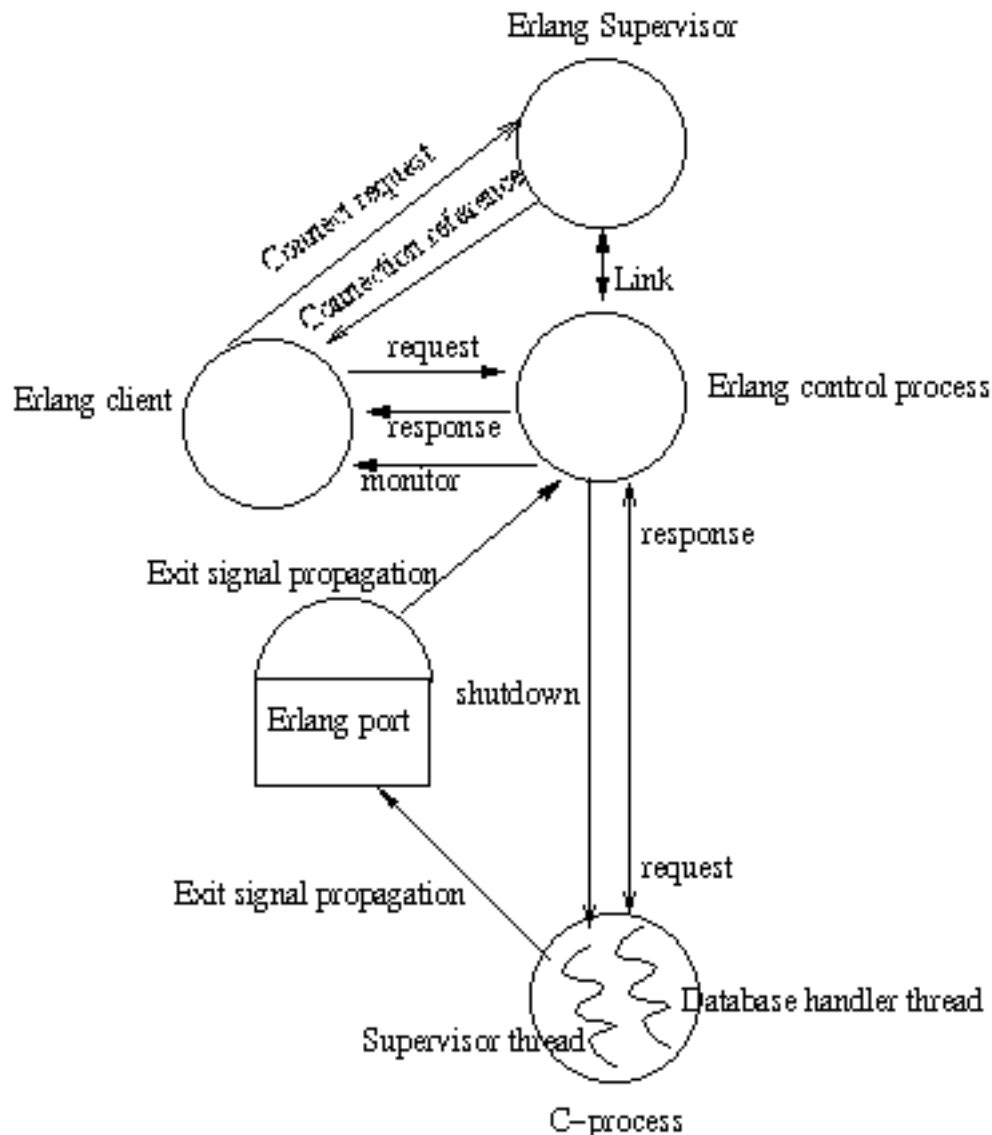 Erlang Supervisor
Connect request
Connection reference
Link
request
Erlang client
Erlang control process
response
monitor
response
Exit signal propagation
shutdown
Erlang port
request
Exit signal propagation
Database handler thread
Supervisor thread
C-process